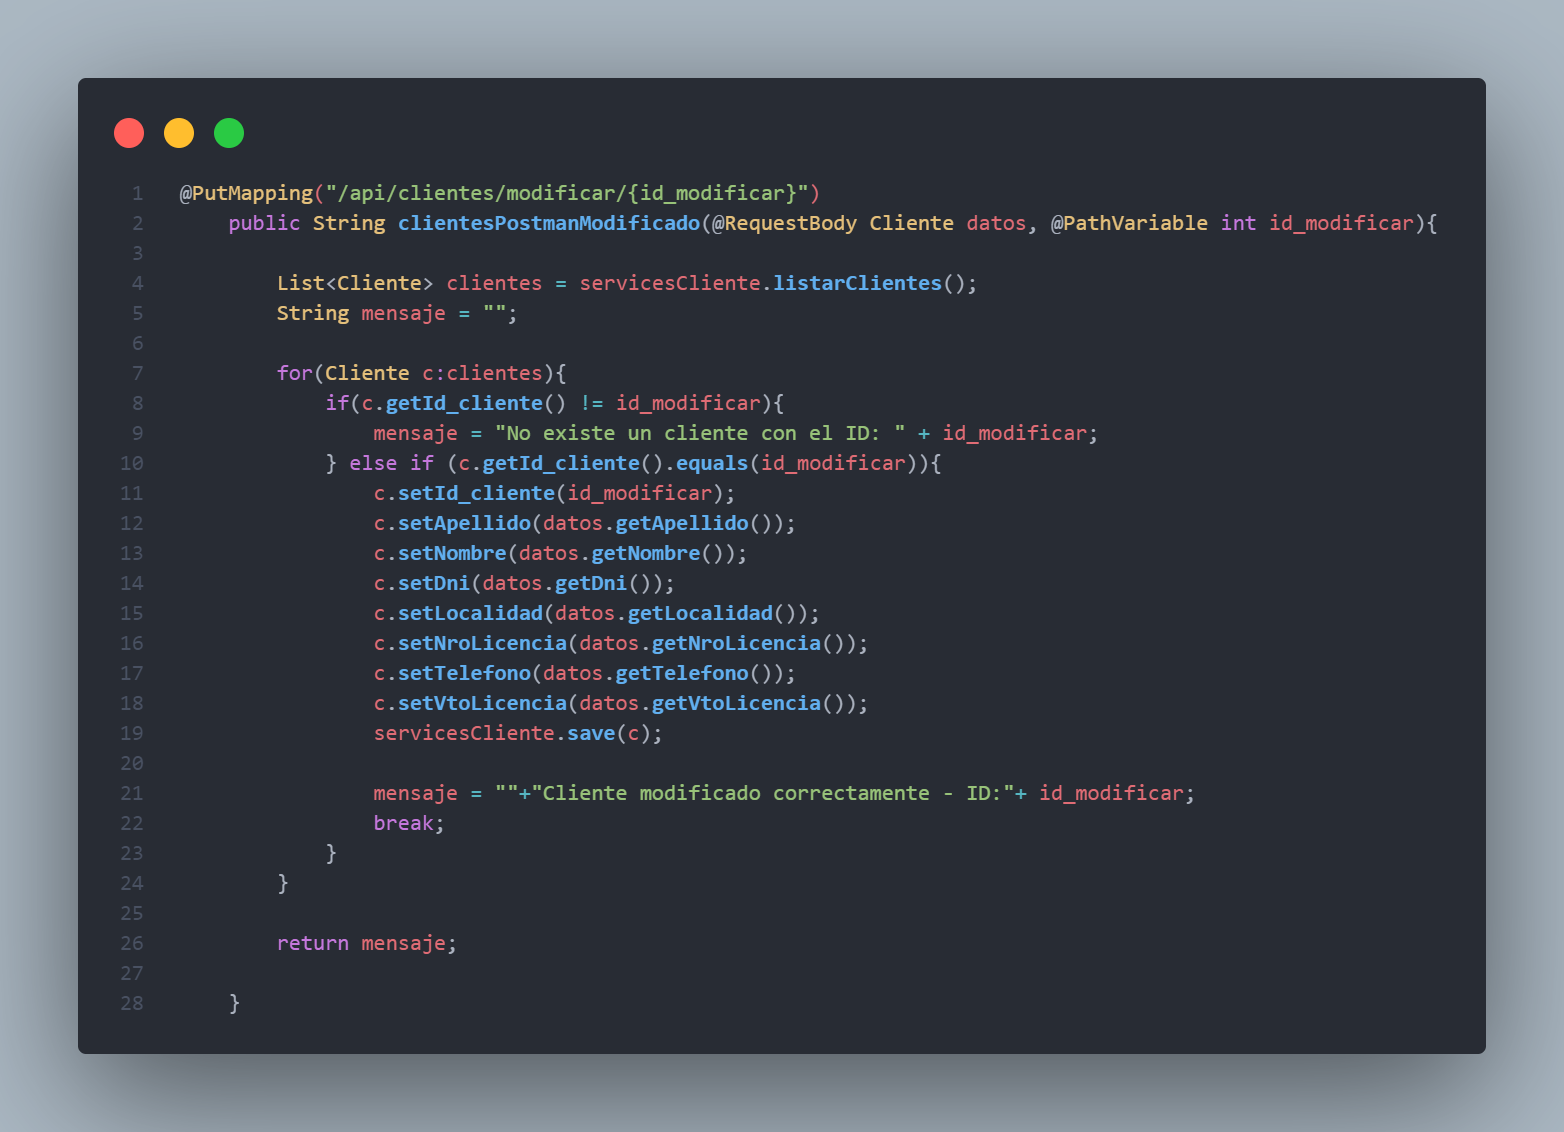 1 @PutMapping("/api/clientes/modificar/{id_modificar}")
2 public String clientesPostmanModificado(@RequestBody Cliente datos, @PathVariable int id_modificar){
3
4 List<Cliente> clientes = servicesCliente.listarClientes();
5 String mensaje = "";
6
7 for(Cliente c:clientes){
8 if(c.getId_cliente() != id_modificar){
9 mensaje = "No existe un cliente con el ID: " + id_modificar;
10 } else if (c.getId_cliente().equals(id_modificar)){
11 c.setId_cliente(id_modificar);
12 c.setApellido(datos.getApellido());
13 c.setNombre(datos.getNombre());
14 c.setDni(datos.getDni());
15 c.setLocalidad(datos.getLocalidad());
16 c.setNroLicencia(datos.getNroLicencia());
17 c.setTelefono(datos.getTelefono());
18 c.setVtoLicencia(datos.getVtoLicencia());
19 servicesCliente.save(c);
20
21 mensaje = ""+"Cliente modificado correctamente - ID:"+ id_modificar;
22 break;
23 }
24 }
25
26 return mensaje;
27
28 }